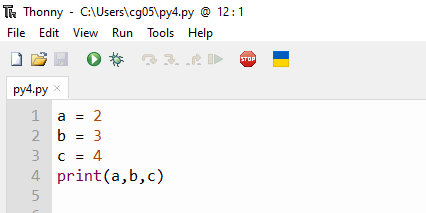 Thonny - C:\Users\cg05\py4.py @ 12:1
File Edit View Run Tools Help
STOP
py4.py ×
1 a = 2
2 b = 3
3 c = 4
4 print(a,b,c)
5